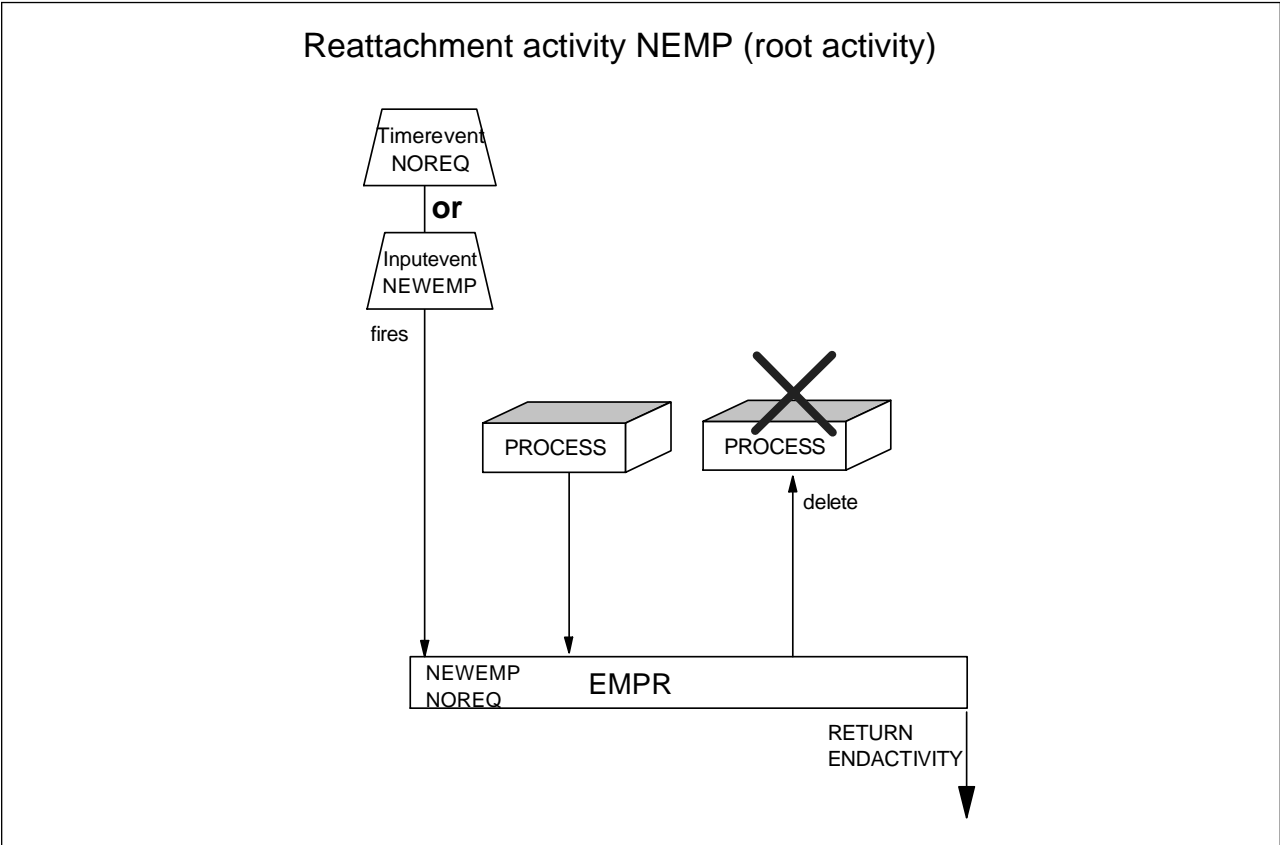 Reattachment activity NEMP (root activity)
Timerevent
NOREQ
or
Inputevent
NEWEMP
fires
PROCESS
PROCESS
delete
NEWEMP
NOREQ
EMPR
RETURN
ENDACTIVITY